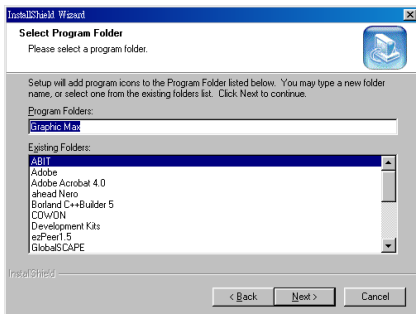 InstallShield Wizard
Select Program Folder
Please select a program folder.
Setup will add program icons to the Program Folder listed below. You may type a new folder
name, or select one from the existing folders list. Click Next to continue.
Program Folders:
Graphic Max
Existing Folders:
ABIT
Adobe
Adobe Acrobat 4.0
ahead Nero
Borland C++Builder 5
COWON
Development Kits
ezPeer1.5
GlobalSCAPE
InstallShield
< Back
Next >
Cancel